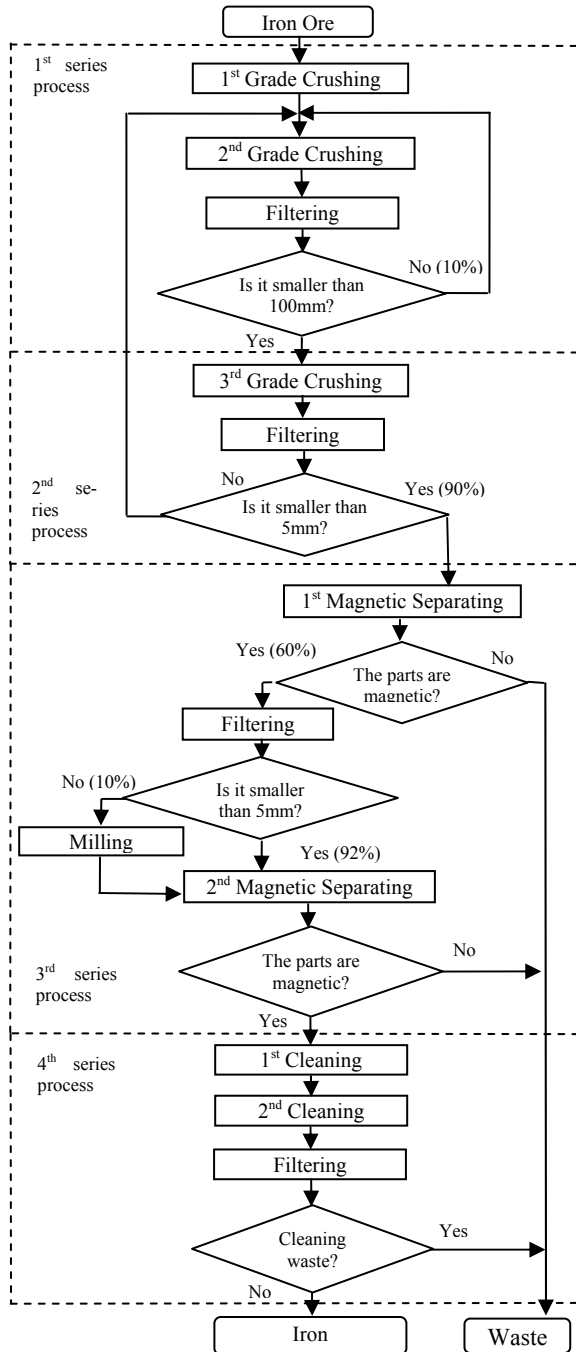 Iron Ore
1st series
process
1st Grade Crushing
2nd Grade Crushing
Filtering
No (10%)
Is it smaller than
100mm?
Yes
3rd Grade Crushing
Filtering
No
Yes (90%)
2nd se-
ries
process
Is it smaller than
5mm?
1st Magnetic Separating
Yes (60%)
No
The parts are
magnetic?
Filtering
No (10%)
Is it smaller
than 5mm?
Milling
Yes (92%)
2nd Magnetic Separating
No
The parts are
magnetic?
3rd series
process
Yes
4th series
process
1st Cleaning
2nd Cleaning
Filtering
Yes
Cleaning
waste?
No
Iron
Waste